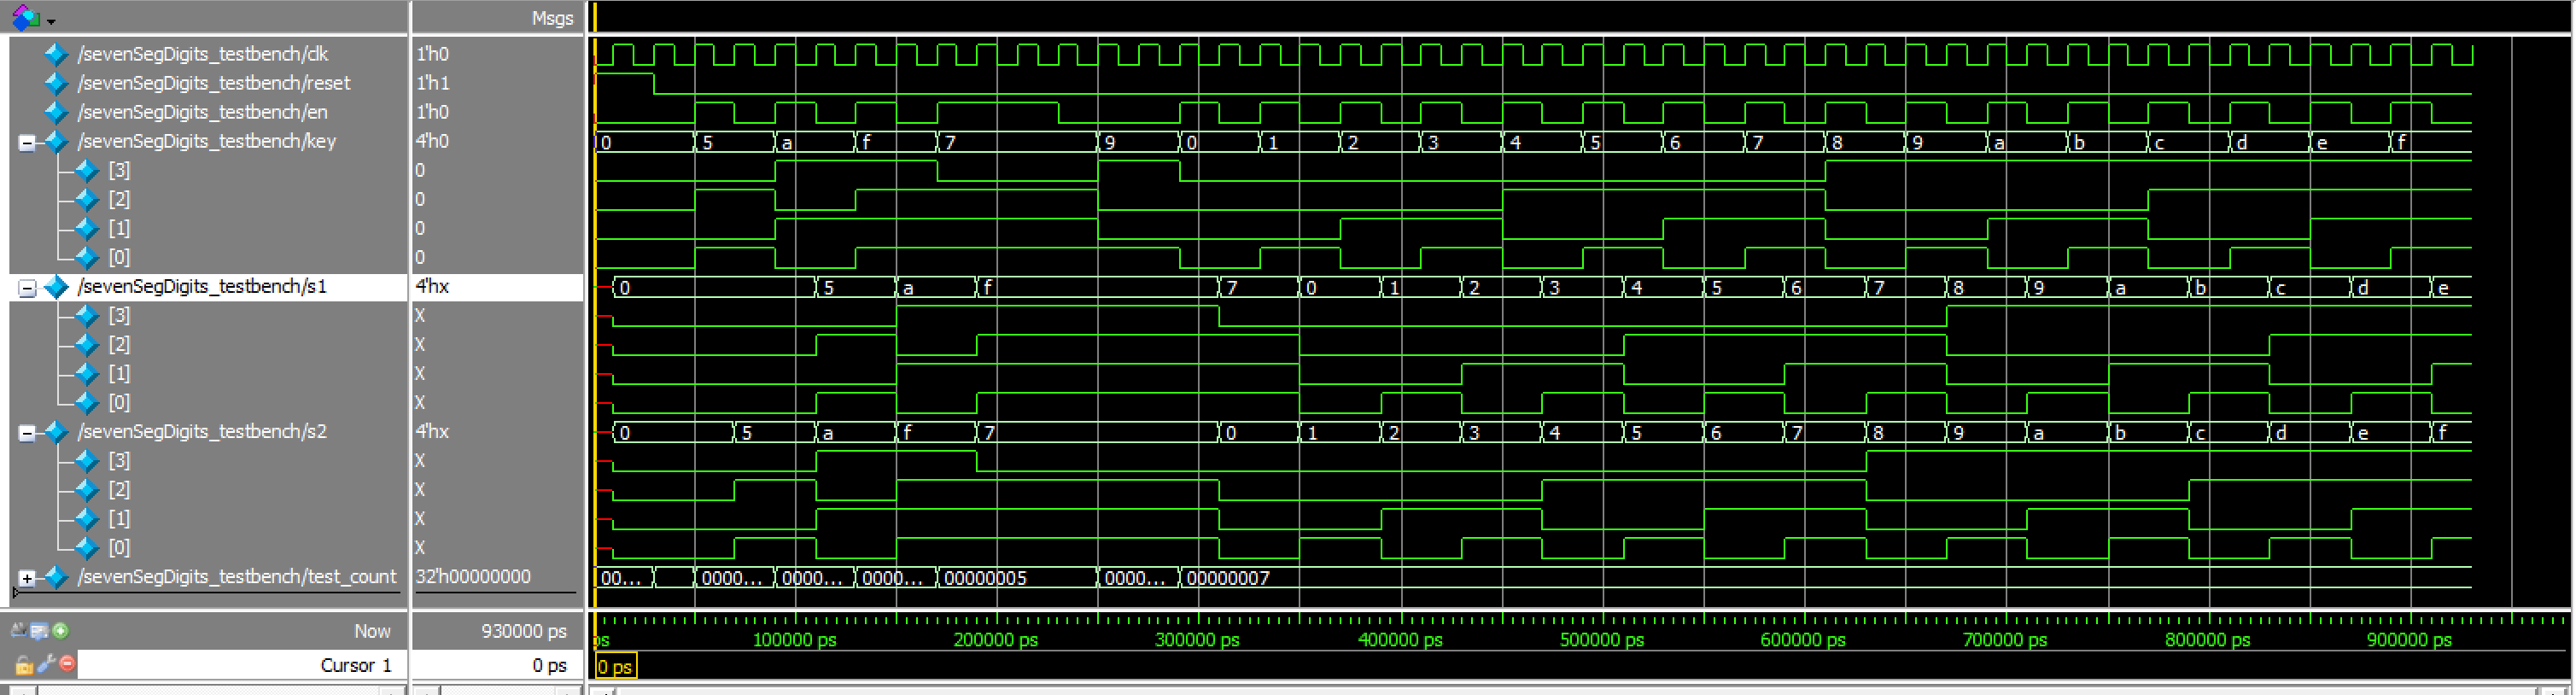 Msgs
/sevenSegDigits_testbench/clk 1'h0
/sevenSegDigits_testbench/reset 1'h1
/sevenSegDigits_testbench/en 1'h0
/sevenSegDigits_testbench/key 4'h0 0 5 a f 7 9 0 1 2 3 4 5 6 7 8 9 a b c d e f
[3] 0
[2] 0
[1] 0
[0] 0
/sevenSegDigits_testbench/s1 4'hx 0 5 a f 7 0 1 2 3 4 5 6 7 8 9 a b c d e
[3] X
[2] X
[1] X
[0] X
/sevenSegDigits_testbench/s2 4'hx 0 5 a f 7 0 1 2 3 4 5 6 7 8 9 a b c d e f
[3] X
[2] X
[1] X
[0] X
/sevenSegDigits_testbench/test_count 32'h00000000 00... 0000... 0000... 0000... 00000005 0000... 00000007
Now 930000 ps ps 100000 ps 200000 ps 300000 ps 400000 ps 500000 ps 600000 ps 700000 ps 800000 ps 900000 ps
Cursor 1 0 ps 0 ps